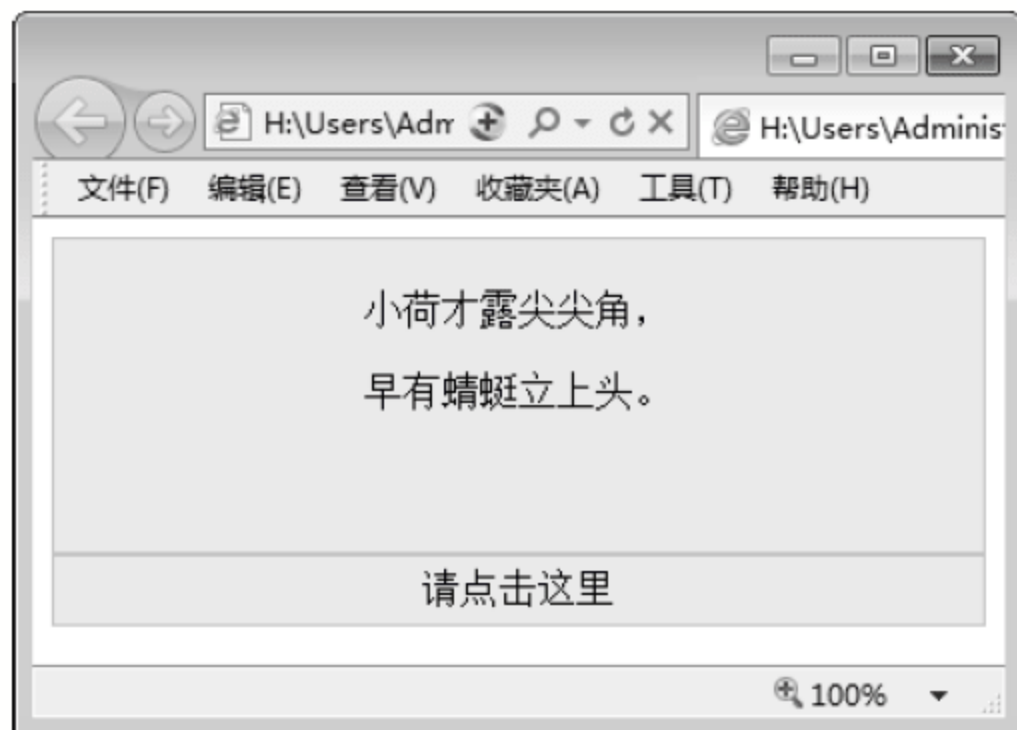 H:\Users\Adm
H:\Users\Adminis
文件(F) 编辑(E) 查看(V) 收藏夹(A) 工具(T) 帮助(H)
小荷才露尖尖角，
早有蜻蜓立上头。
请点击这里
100%